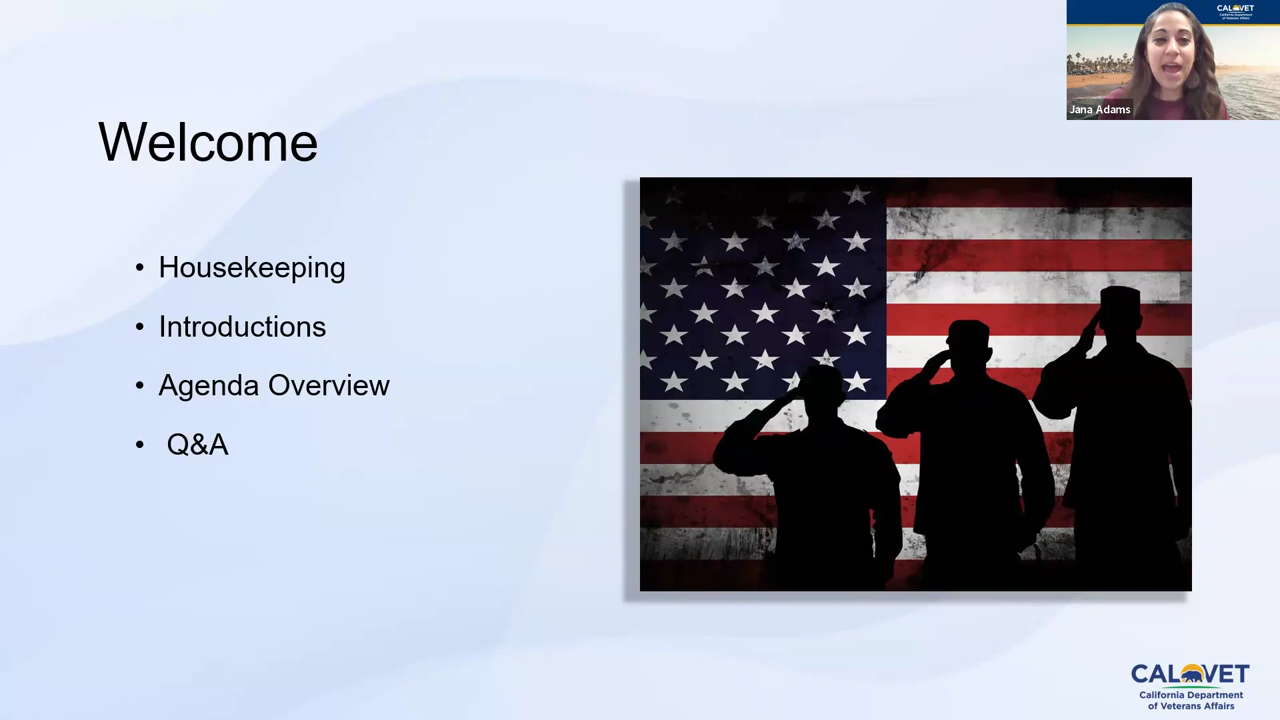 CALVET
California Department
of Veterans Affairs
Jana Adams
Welcome
• Housekeeping
• Introductions
• Agenda Overview
• Q&A
CALVET
California Department
of Veterans Affairs